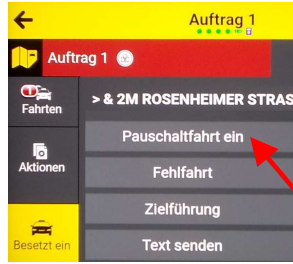 Auftrag 1
Auftrag 1
Fahrten
> & 2M ROSENHEIMER STRAS
Pauschaltfahrt ein
Aktionen
Fehlfahrt
Zielführung
Besetzt ein
Text senden